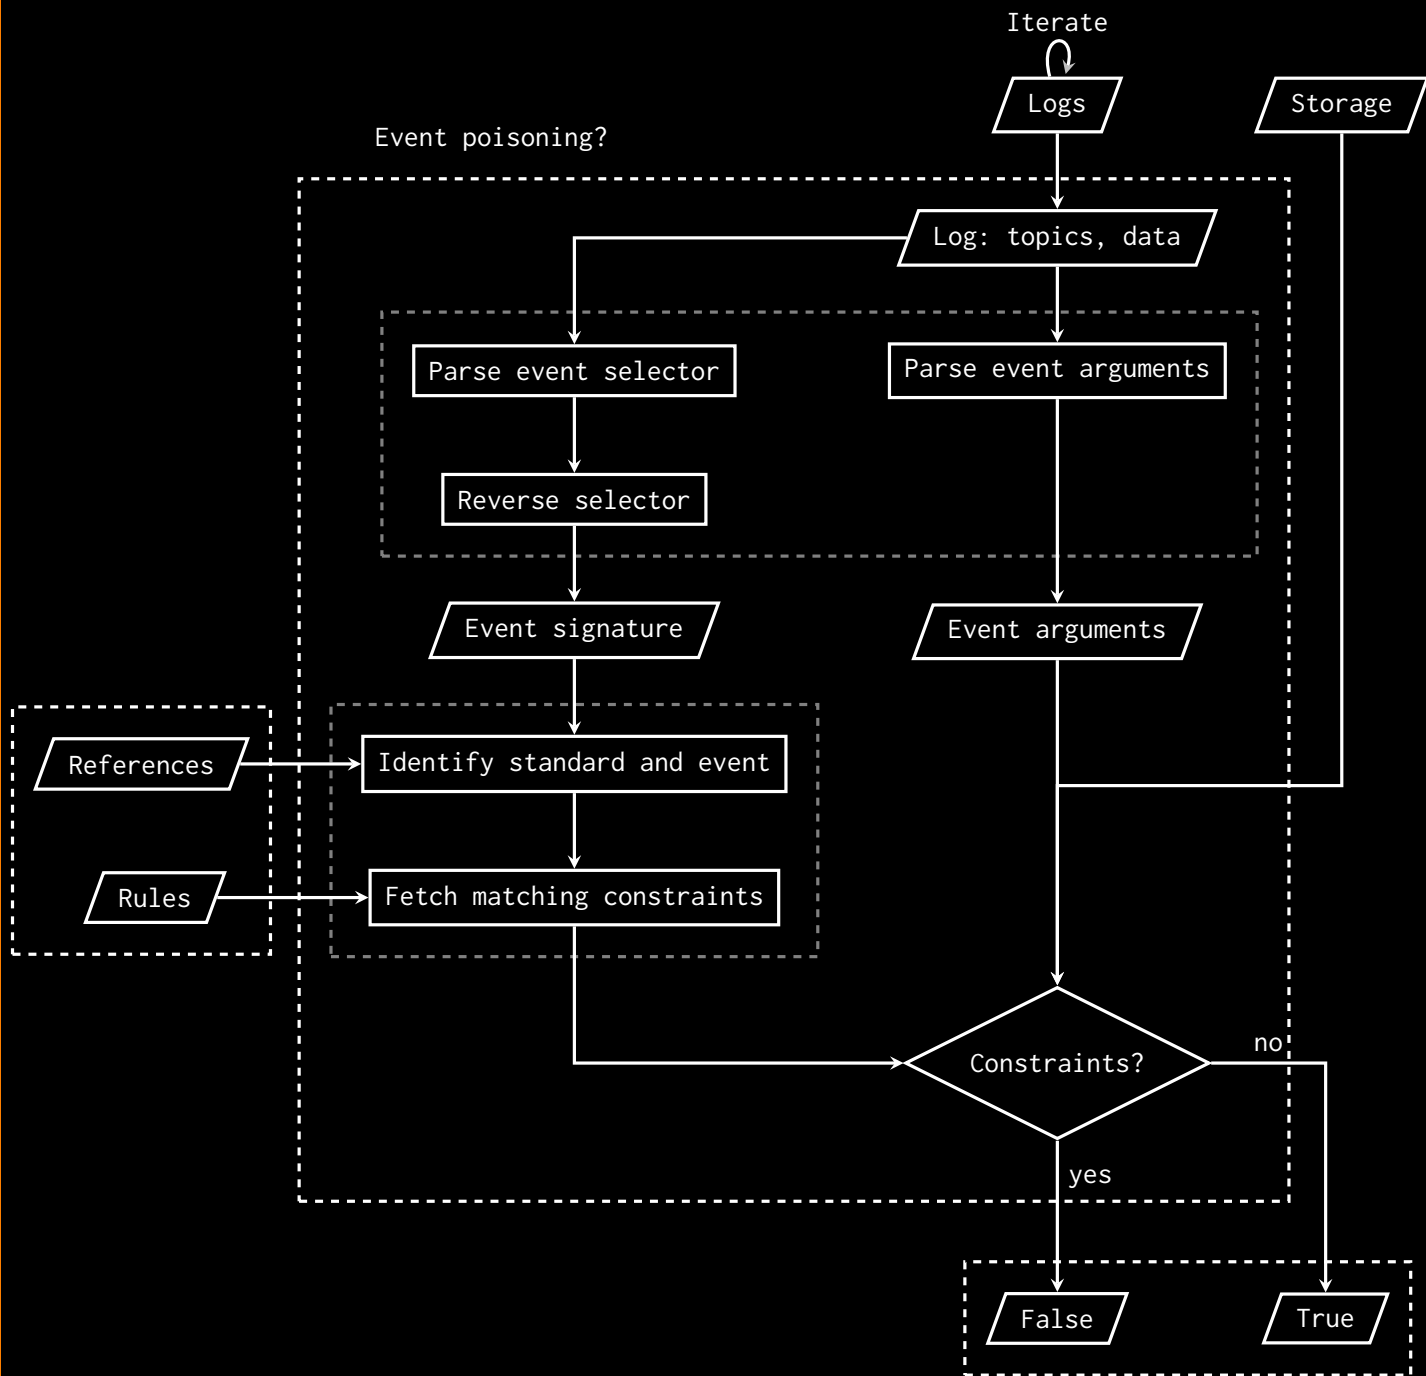 Iterate
Logs
Storage
Event poisoning?
Log: topics, data
Parse event selector
Parse event arguments
Reverse selector
Event signature
Event arguments
References
Identify standard and event
Rules
Fetch matching constraints
Constraints?
no
yes
False
True